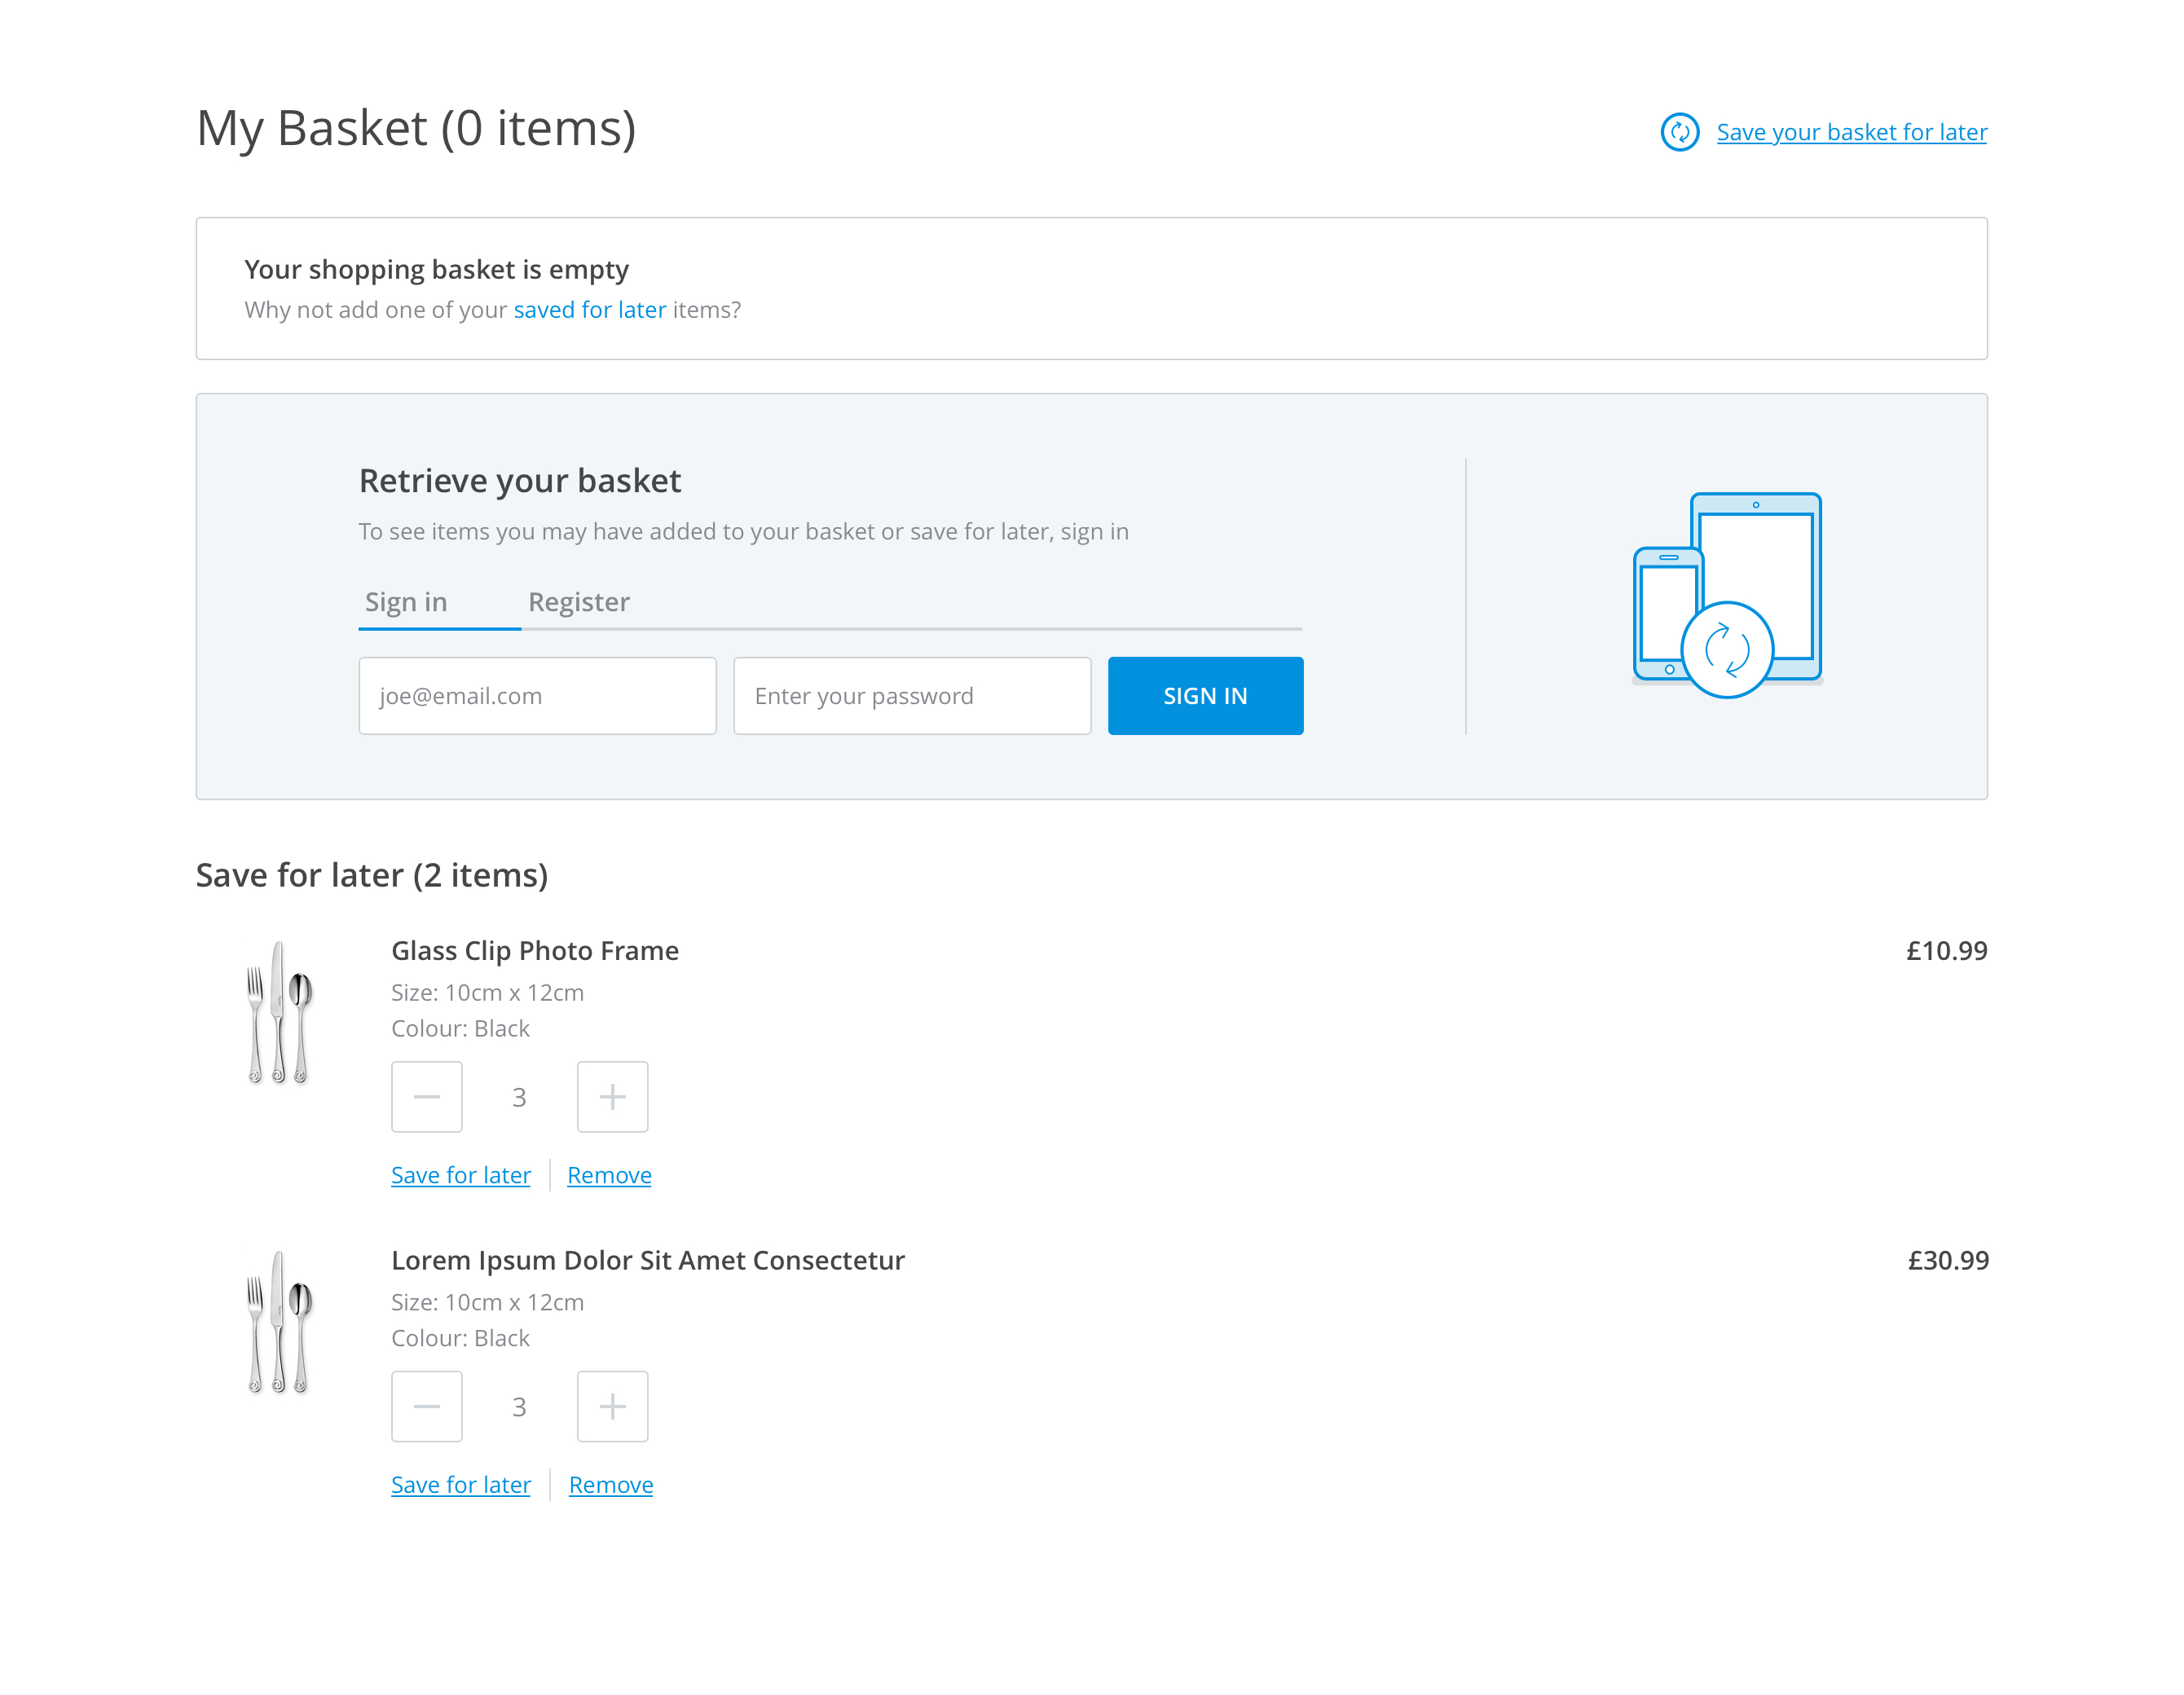 My Basket (0 items)
Save your basket for later
Your shopping basket is empty
Why not add one of your saved for later items?
Retrieve your basket
To see items you may have added to your basket or save for later, sign in
Sign in
Register
joe@email.com
Enter your password
SIGN IN
Save for later (2 items)
Glass Clip Photo Frame
£10.99
Size: 10cm x 12cm
Colour: Black
3
Save for later
Remove
Lorem Ipsum Dolor Sit Amet Consectetur
£30.99
Size: 10cm x 12cm
Colour: Black
3
Save for later
Remove